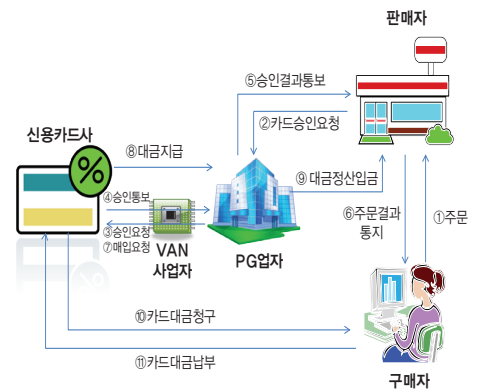 판매자
⑤승인결과통보
②카드승인요청
신용카드사
%
⑧대금지급
⑨ 대금정산입금
④승인통보
③승인요청
⑦매입요청
VAN
사업자
PG업자
⑥주문결과
통지
①주문
⑩카드대금청구
⑪카드대금납부
구매자